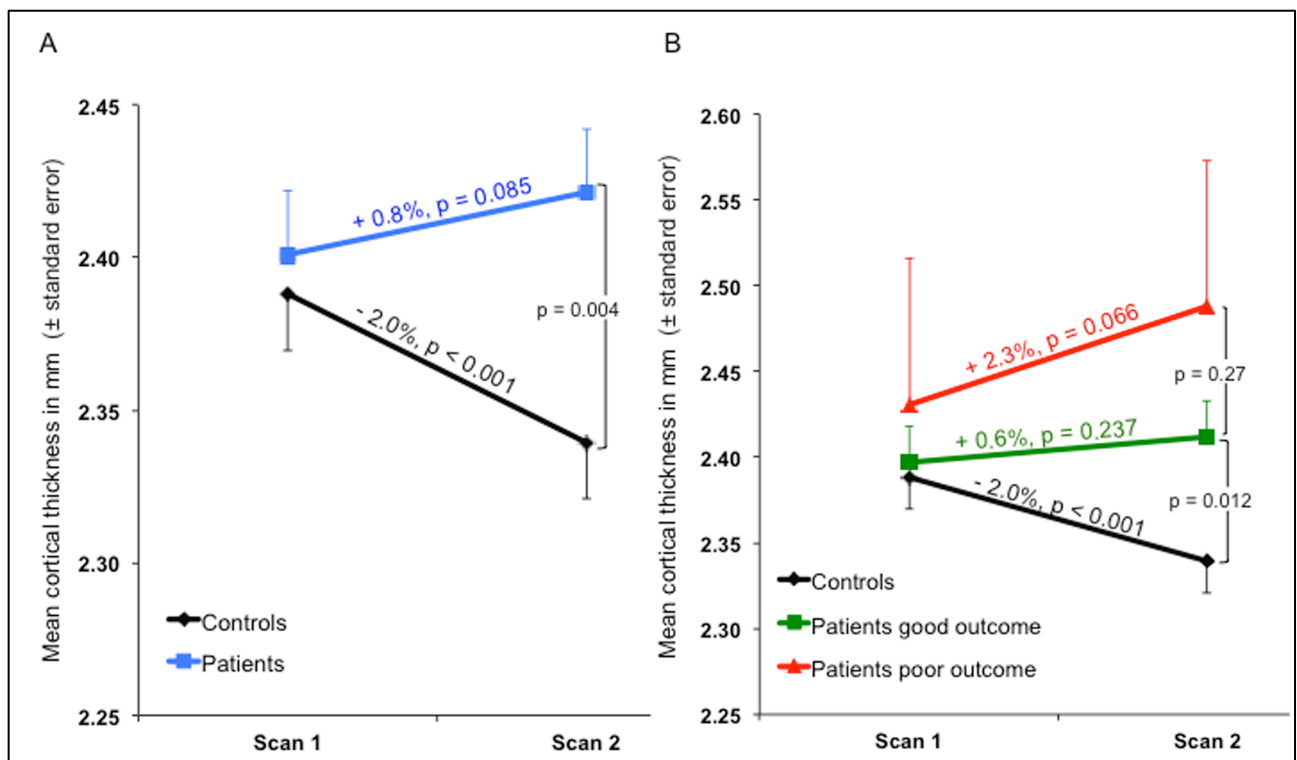 A
Mean cortical thickness in mm (± standard error)
2.45
2.40
2.35
2.30
2.25
+ 0.8%, p = 0.085
- 2.0%, p < 0.001
p = 0.004
Controls
Patients
Scan 1
Scan 2
B
Mean cortical thickness in mm (± standard error)
2.60
2.55
2.50
2.45
2.40
2.35
2.30
2.25
+ 2.3%, p = 0.066
+ 0.6%, p = 0.237
- 2.0%, p < 0.001
p = 0.27
p = 0.012
Controls
Patients good outcome
Patients poor outcome
Scan 1
Scan 2